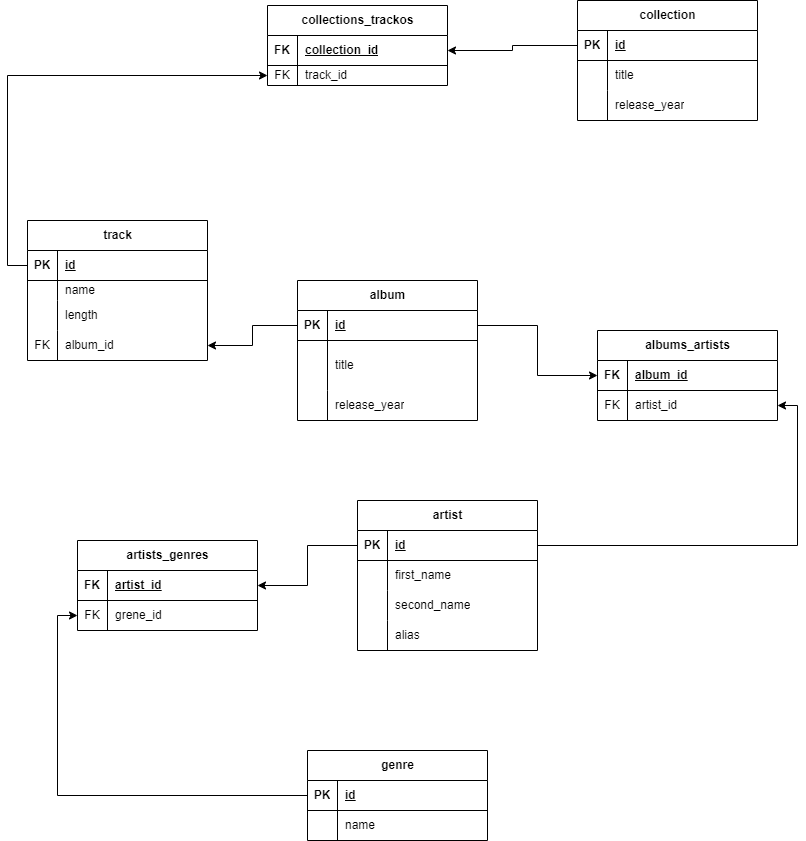 collections_trackos
FK collection_id
FK track_id
collection
PK id
title
release_year
track
PK id
name
length
FK album_id
album
PK id
title
release_year
albums_artists
FK album_id
FK artist_id
artist
PK id
first_name
second_name
alias
artists_genres
FK artist_id
FK grene_id
genre
PK id
name